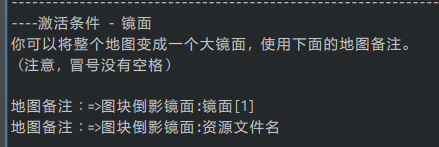 -----------------------------------------------------------------
----激活条件 - 镜面
你可以将整个地图变成一个大镜面，使用下面的地图备注。
（注意，冒号没有空格）
地图备注：=>图块倒影镜面:镜面[1]
地图备注：=>图块倒影镜面:资源文件名